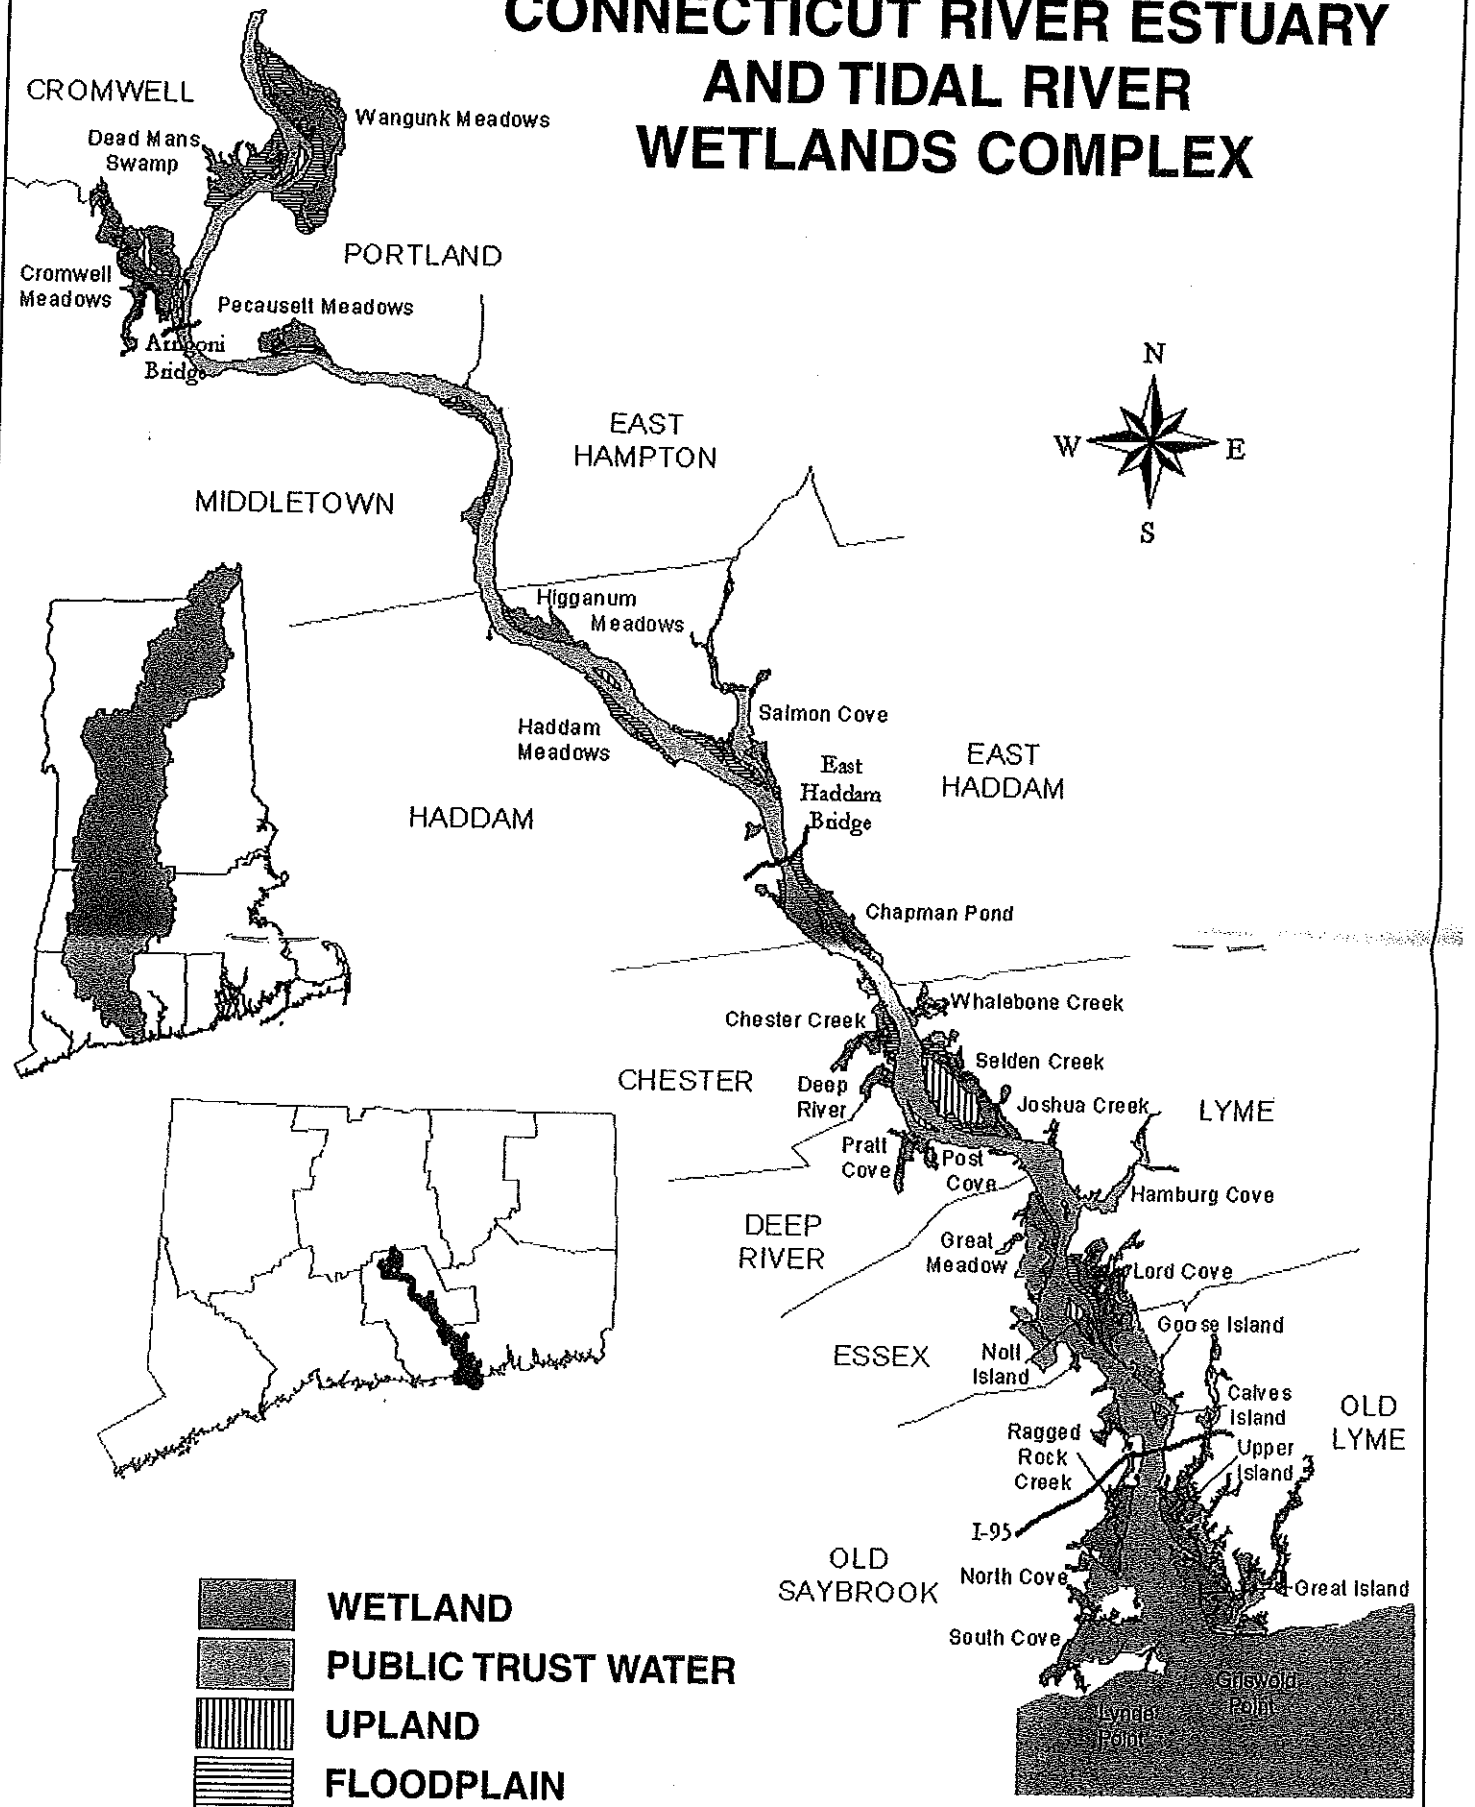 CONNECTICUT RIVER ESTUARY
AND TIDAL RIVER
WETLANDS COMPLEX
CROMWELL
Wangunk Meadows
Dead Mans
Swamp
PORTLAND
Cromwell
Meadows
Pecausett Meadows
Arrigoni
Bridge
N
W
E
S
EAST
HAMPTON
MIDDLETOWN
Higganum
Meadows
Salmon Cove
Haddam
Meadows
EAST
HADDAM
East
Haddam
Bridge
HADDAM
Chapman Pond
Whalebone Creek
Chester Creek
Selden Creek
CHESTER
Deep
River
Joshua Creek
LYME
Pratt
Cove
Post
Cove
Hamburg Cove
DEEP
RIVER
Great
Meadow
Lord Cove
Goose Island
ESSEX
Nott
Island
Calves
Island
OLD
LYME
Ragged
Rock
Creek
Upper
Island
I-95
OLD
SAYBROOK
North Cove
Great Island
South Cove
Griswold
Point
Lynde
Point
WETLAND
PUBLIC TRUST WATER
UPLAND
FLOODPLAIN